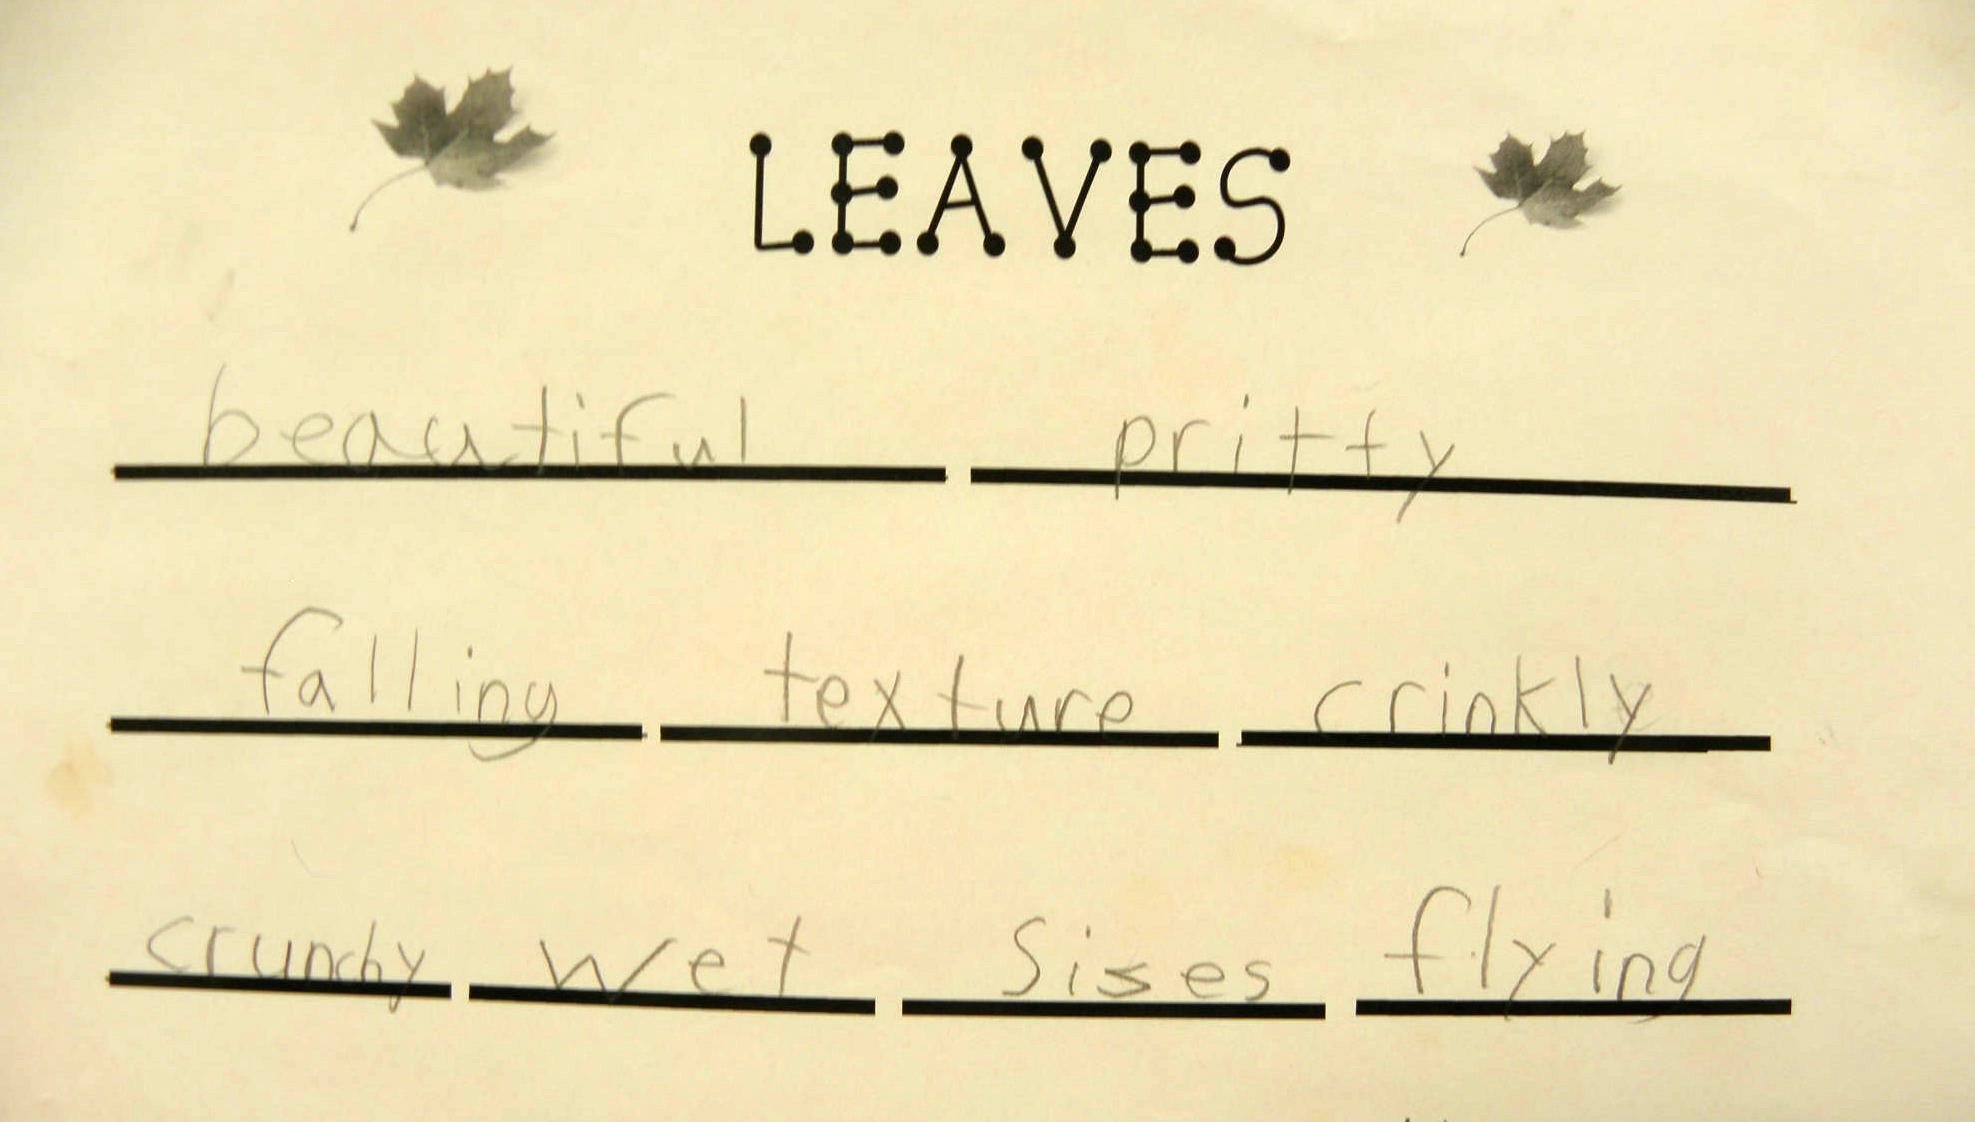 LEAVES
beautiful pritty
falling texture crinkly
crunchy wet Sises flying